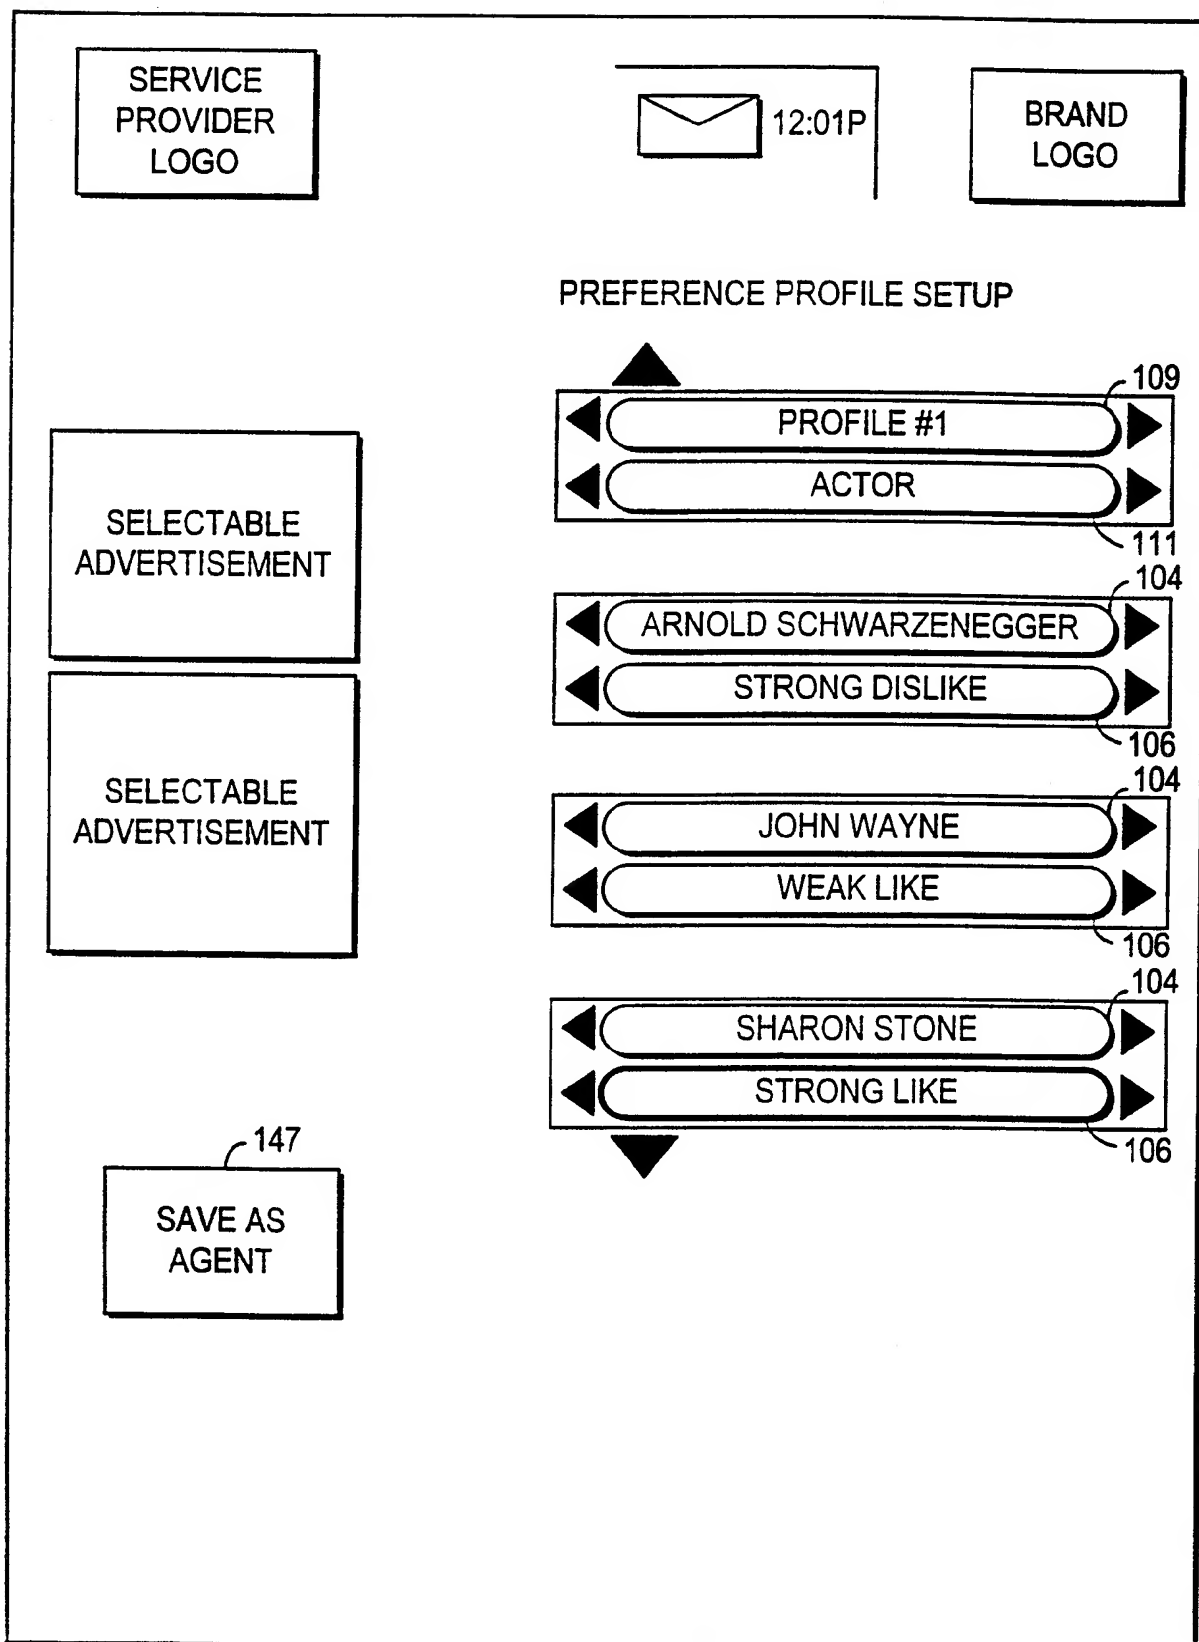 SERVICE
PROVIDER
LOGO
12:01P
BRAND
LOGO
PREFERENCE PROFILE SETUP
109
PROFILE #1
ACTOR
111
SELECTABLE
ADVERTISEMENT
104
ARNOLD SCHWARZENEGGER
STRONG DISLIKE
106
SELECTABLE
ADVERTISEMENT
104
JOHN WAYNE
WEAK LIKE
106
104
SHARON STONE
STRONG LIKE
106
147
SAVE AS
AGENT